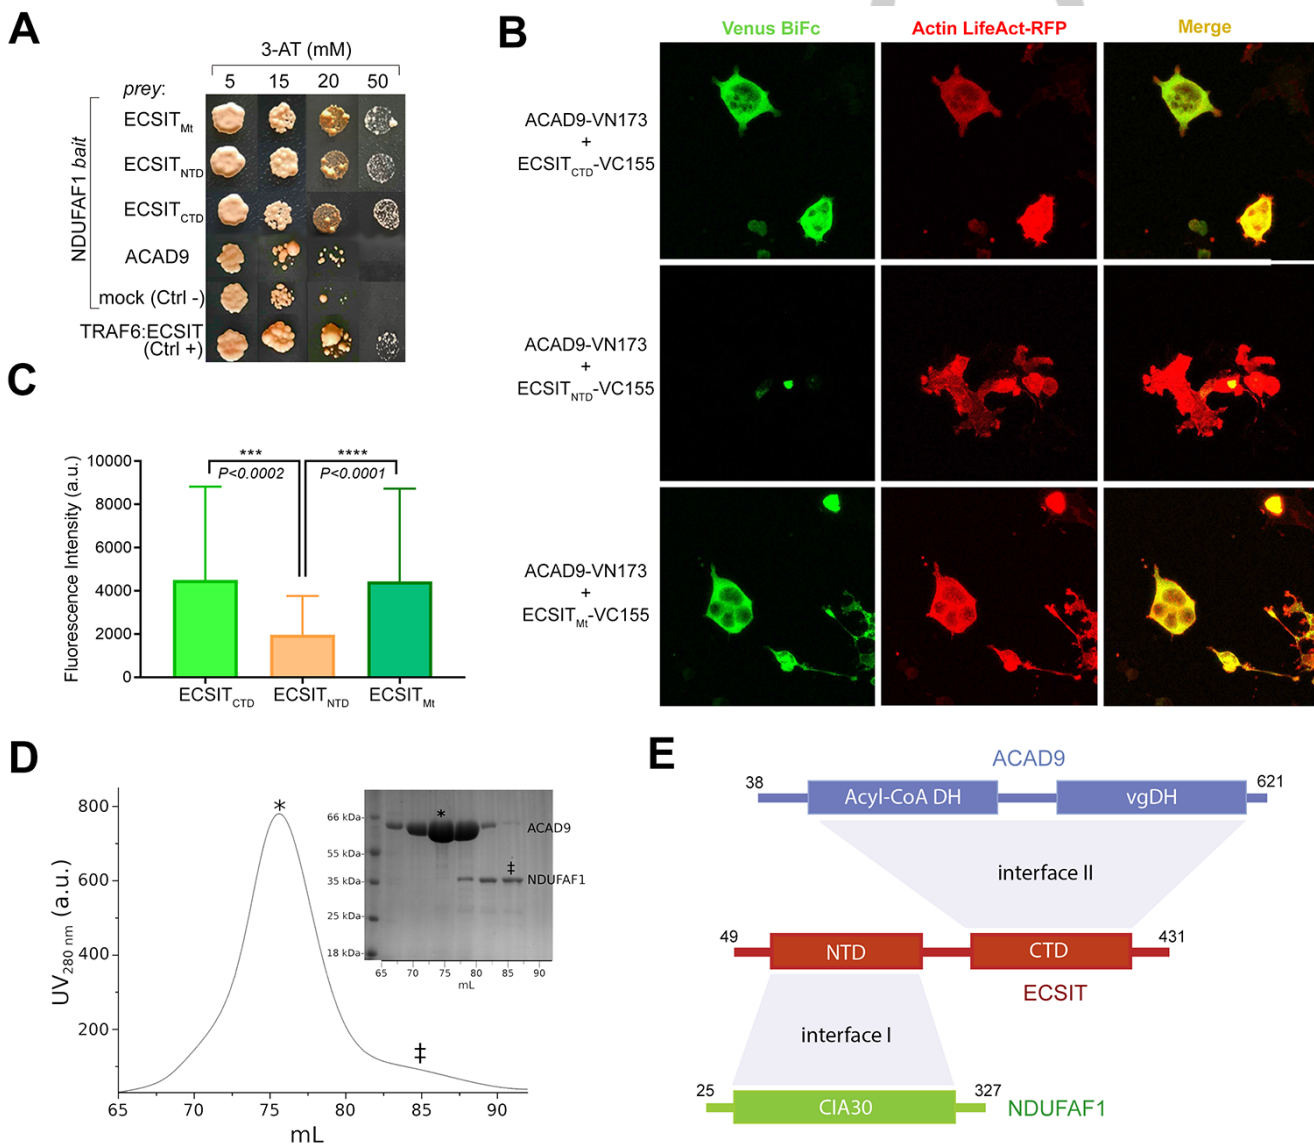 A
3-AT (mM)
prey:
5 15 20 50
NDUFAF1 bait
ECSITMt
ECSITNTD
ECSITCTD
ACAD9
mock (Ctrl -)
TRAF6:ECSIT
(Ctrl +)
B
Venus BiFc
Actin LifeAct-RFP
Merge
ACAD9-VN173
+
ECSITCTD-VC155
ACAD9-VN173
+
ECSITNTD-VC155
ACAD9-VN173
+
ECSITMt-VC155
C
Fluorescence Intensity (a.u.)
10000
8000
6000
4000
2000
0
***
P<0.0002
****
P<0.0001
ECSITCTD
ECSITNTD
ECSITMt
D
UV280 nm (a.u.)
800
600
400
200
65 70 75 80 85 90
mL
*
‡
66 kDa
55 kDa
35 kDa
25 kDa
18 kDa
*
ACAD9
‡
NDUFAF1
65 70 75 80 85 90
mL
E
ACAD9
38
Acyl-CoA DH
vgDH
621
interface II
49
NTD
CTD
431
ECSIT
interface I
25
CIA30
327
NDUFAF1